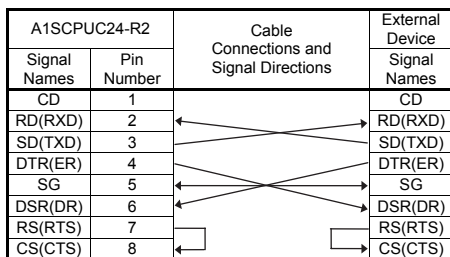 A1SCPUC24-R2
Cable
Connections and
Signal Directions
External
Device
Signal
Names
Pin
Number
Signal
Names
CD 1 CD
RD(RXD) 2 RD(RXD)
SD(TXD) 3 SD(TXD)
DTR(ER) 4 DTR(ER)
SG 5 SG
DSR(DR) 6 DSR(DR)
RS(RTS) 7 RS(RTS)
CS(CTS) 8 CS(CTS)